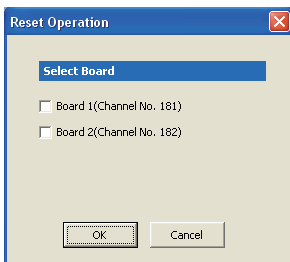 Reset Operation
Select Board
Board 1(Channel No. 181)
Board 2(Channel No. 182)
OK
Cancel